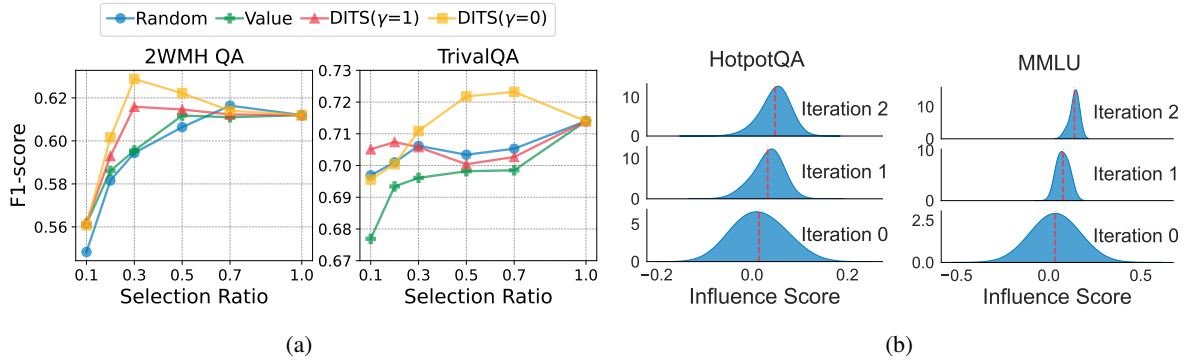 Random Value DITS(γ=1) DITS(γ=0)
2WMH QA
F1-score
0.62
0.60
0.58
0.56
0.1 0.3 0.5 0.7 1.0
Selection Ratio
TrivalQA
0.73
0.72
0.71
0.70
0.69
0.68
0.67
0.1 0.3 0.5 0.7 1.0
Selection Ratio
(a)
HotpotQA
10
0
Iteration 2
10
0
Iteration 1
5
0
Iteration 0
−0.2 0.0 0.2
Influence Score
MMLU
10
0
Iteration 2
5
0
Iteration 1
2.5
0.0
Iteration 0
−0.5 0.0 0.5
Influence Score
(b)